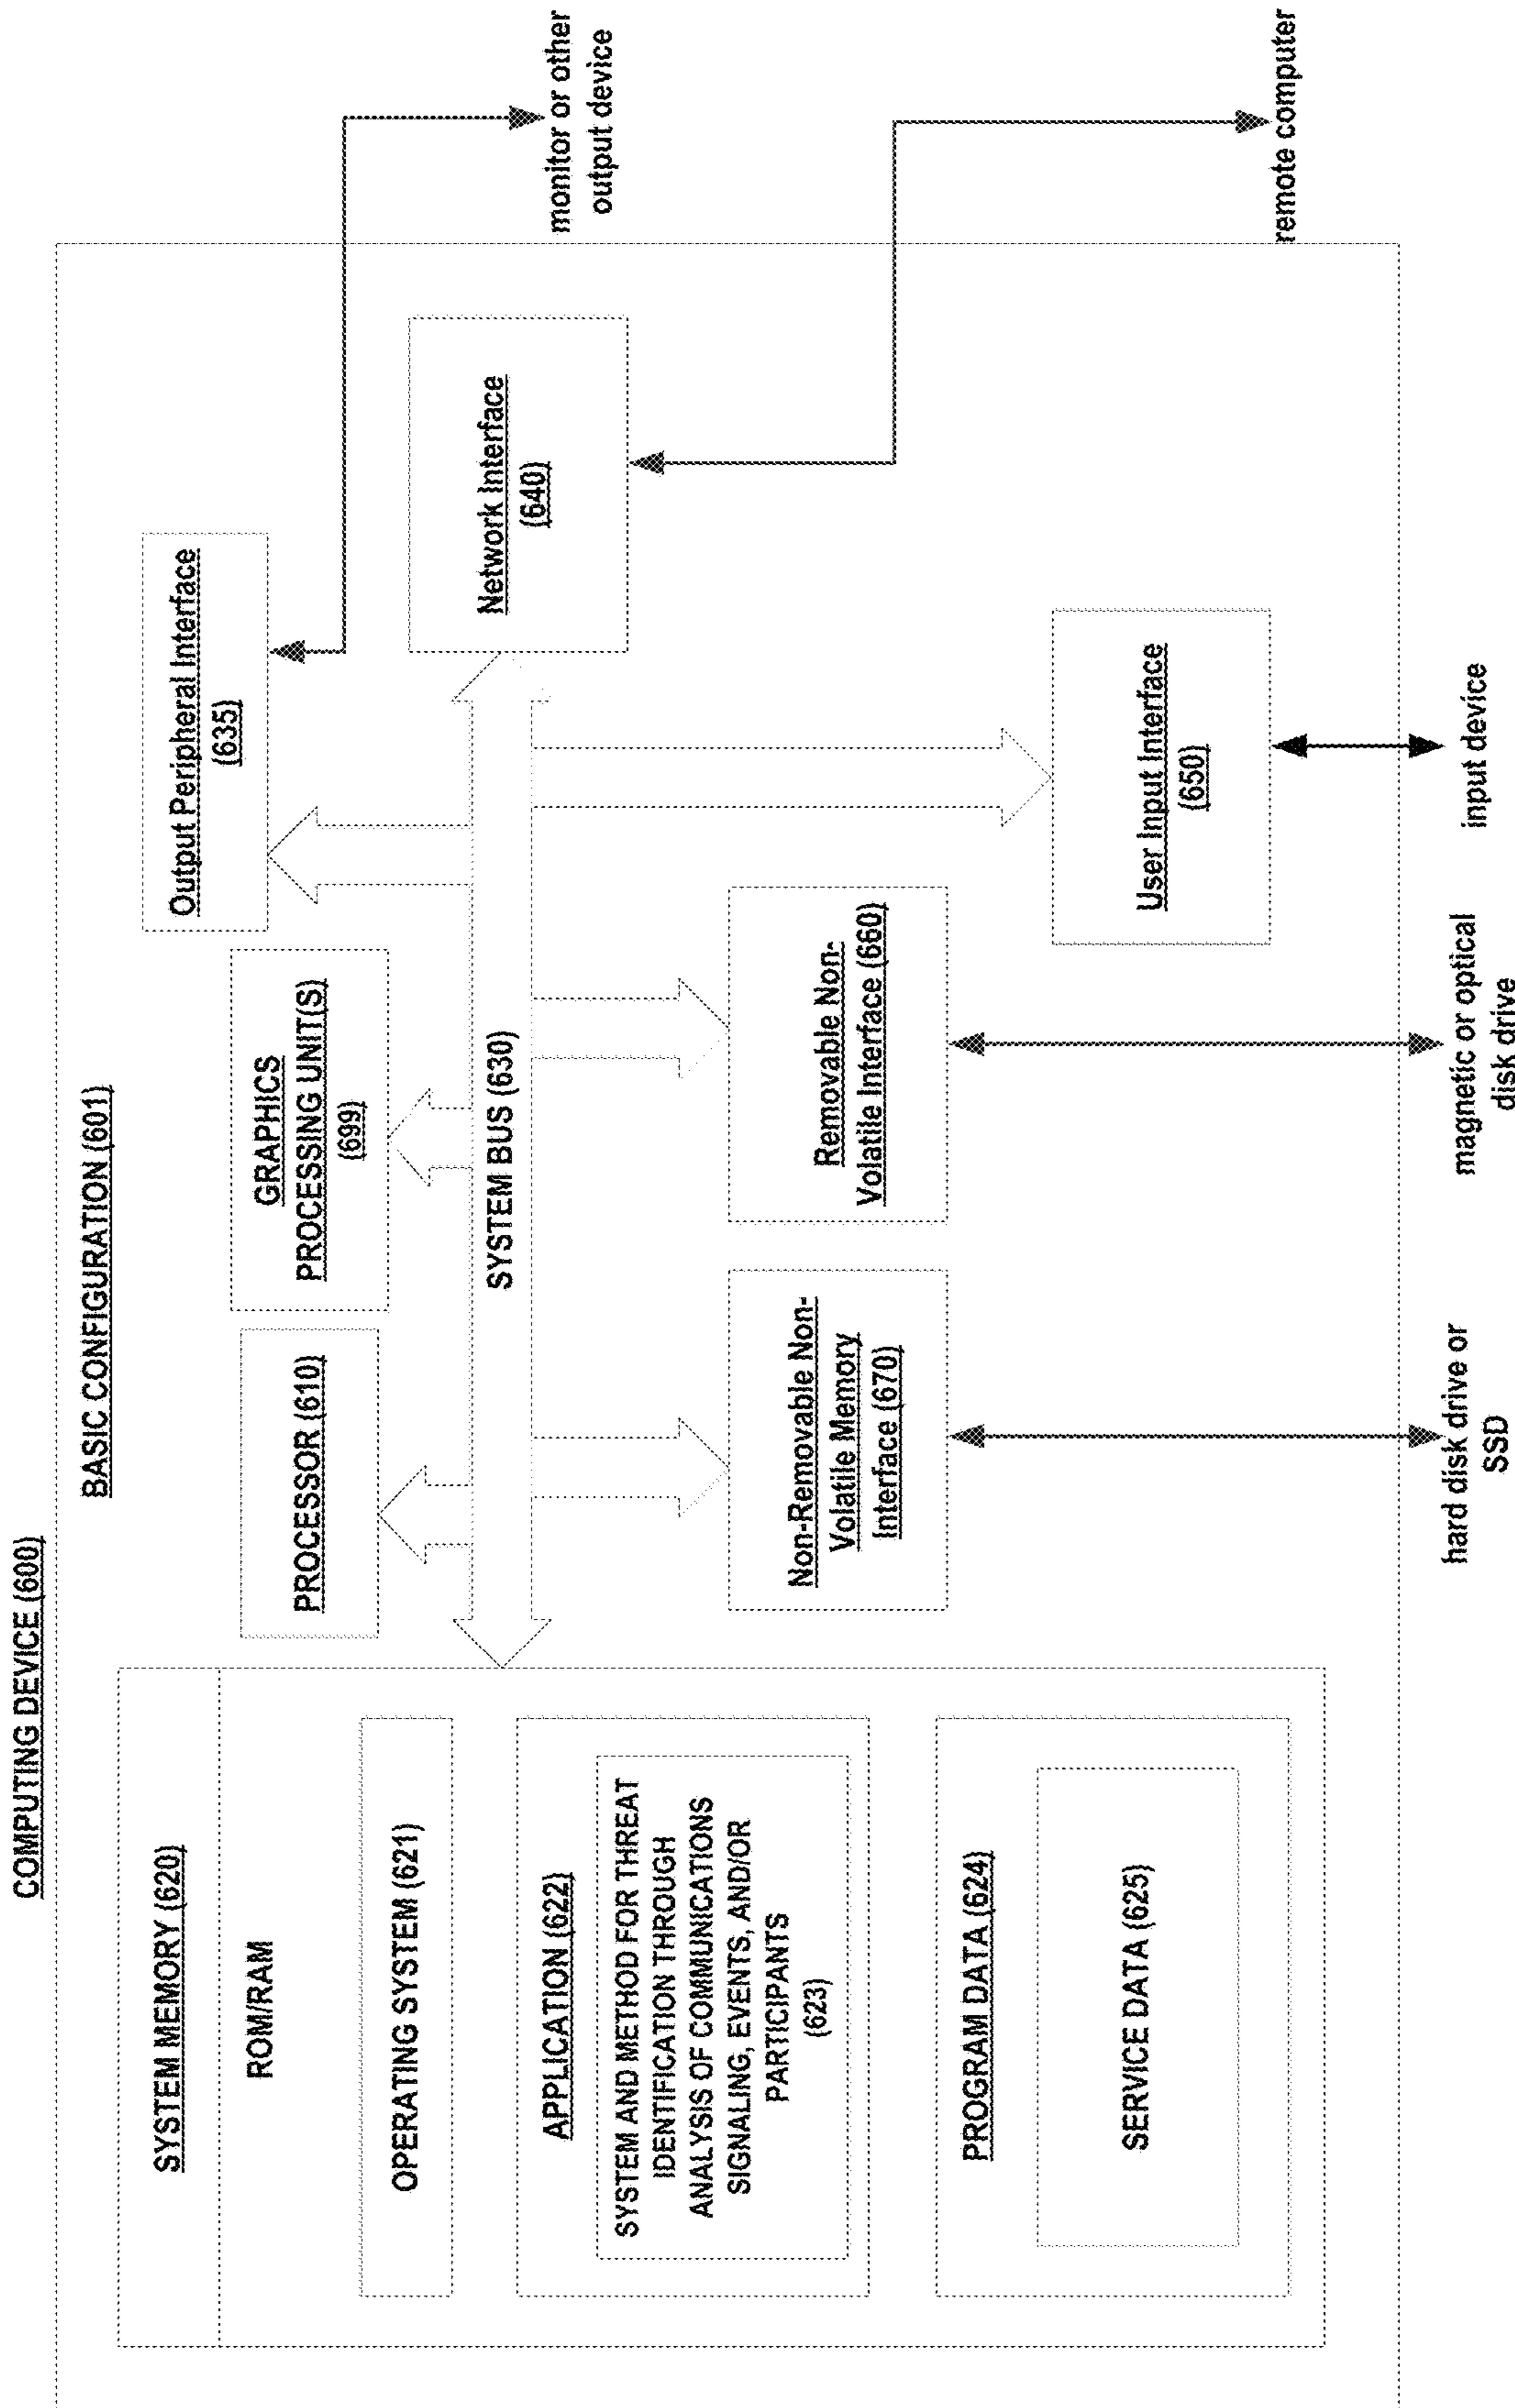 COMPUTING DEVICE (600)
BASIC CONFIGURATION (601)
SYSTEM MEMORY (620)
ROM/RAM
OPERATING SYSTEM (621)
APPLICATION (622)
SYSTEM AND METHOD FOR THREAT
IDENTIFICATION THROUGH
ANALYSIS OF COMMUNICATIONS
SIGNALING, EVENTS, AND/OR
PARTICIPANTS
(623)
PROGRAM DATA (624)
SERVICE DATA (625)
PROCESSOR (610)
GRAPHICS
PROCESSING UNIT(S)
(699)
Output Peripheral Interface
(635)
SYSTEM BUS (630)
Network Interface
(640)
Non-Removable Non-
Volatile Memory
Interface (670)
Removable Non-
Volatile Interface (660)
User Input Interface
(650)
monitor or other
output device
remote computer
hard disk drive or
SSD
magnetic or optical
disk drive
input device